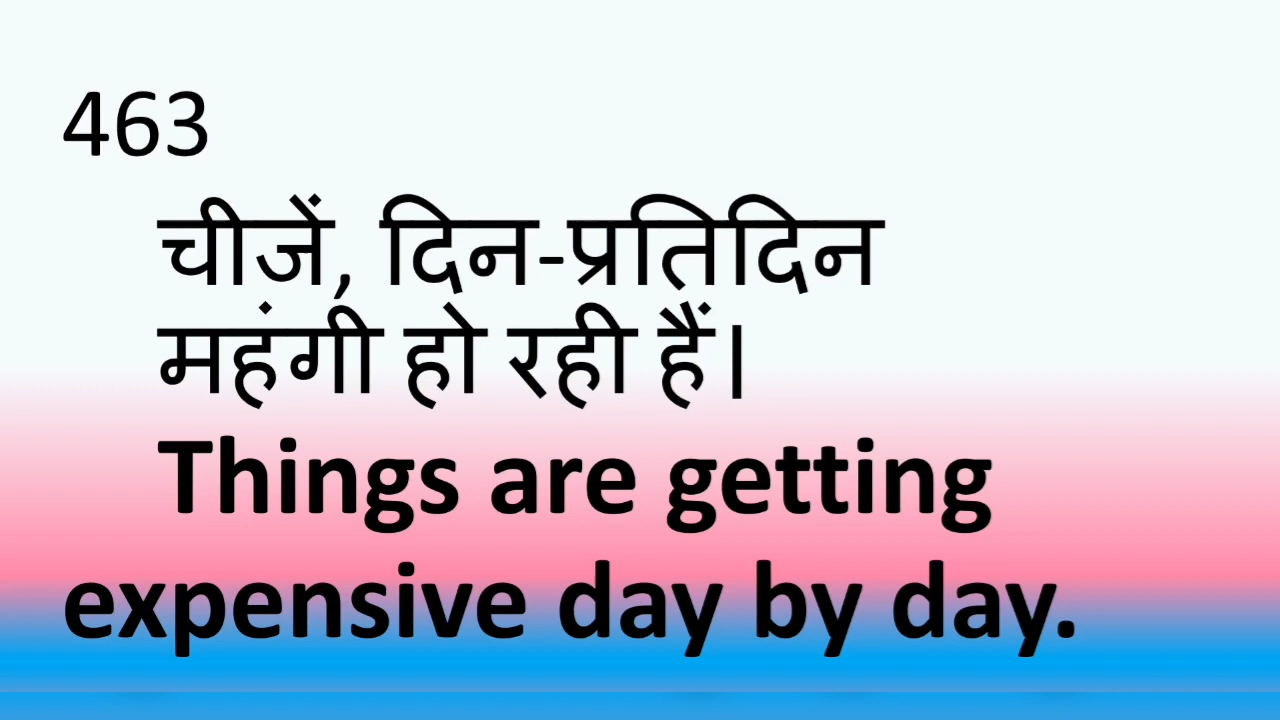 463
चीजें, दिन-प्रतिदिन
महंगी हो रही हैं।
Things are getting
expensive day by day.